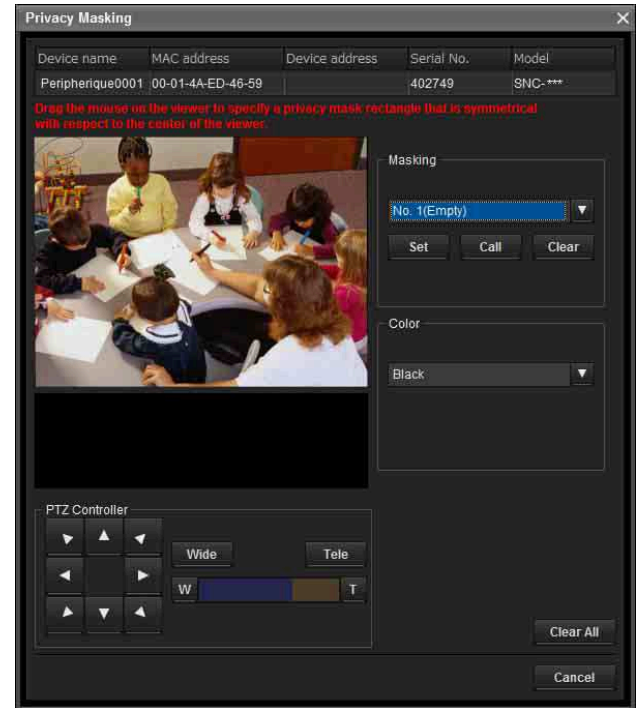 Privacy Masking
Device name MAC address Device address Serial No. Model
Peripherique0001 00-01-4A-ED-46-59 402749 SNC-***
Drag the mouse on the viewer to specify a privacy mask rectangle that is symmetrical
with respect to the center of the viewer.
Masking
No. 1(Empty)
Set Call Clear
Color
Black
PTZ Controller
Wide Tele
W T
Clear All
Cancel